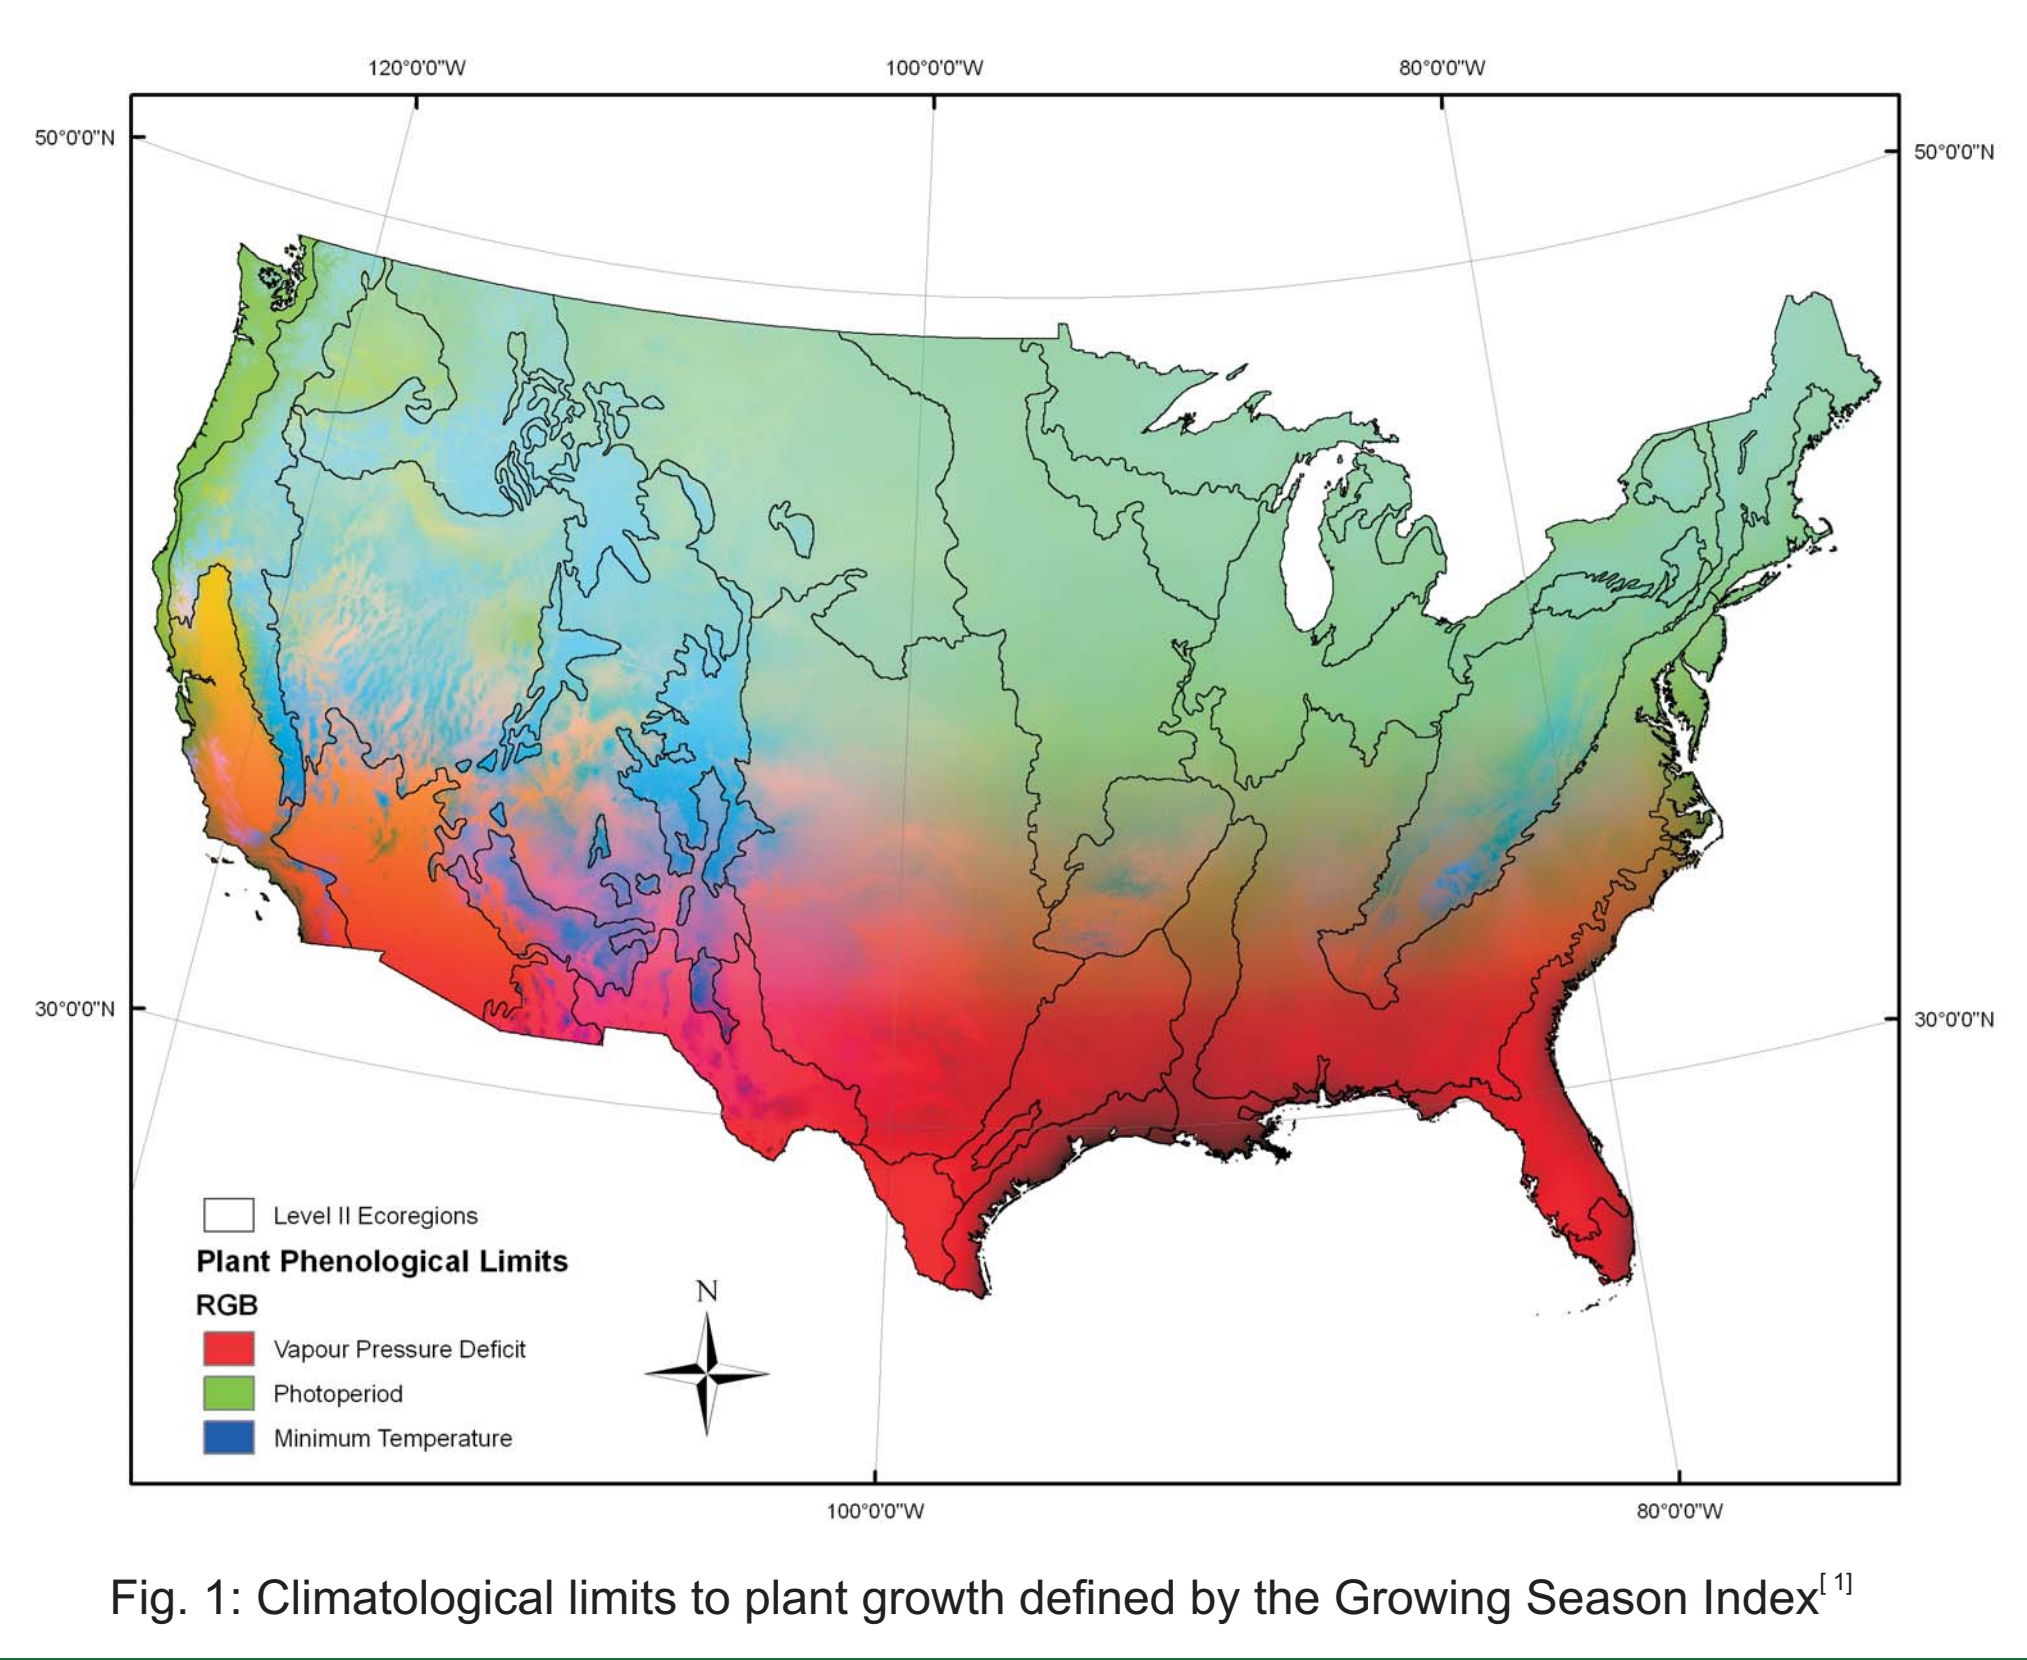 120°0'0"W
100°0'0"W
80°0'0"W
50°0'0"N
50°0'0"N
30°0'0"N
30°0'0"N
Level II Ecoregions
Plant Phenological Limits
RGB
Vapour Pressure Deficit
Photoperiod
Minimum Temperature
N
100°0'0"W
80°0'0"W
Fig. 1: Climatological limits to plant growth defined by the Growing Season Index[ 1]